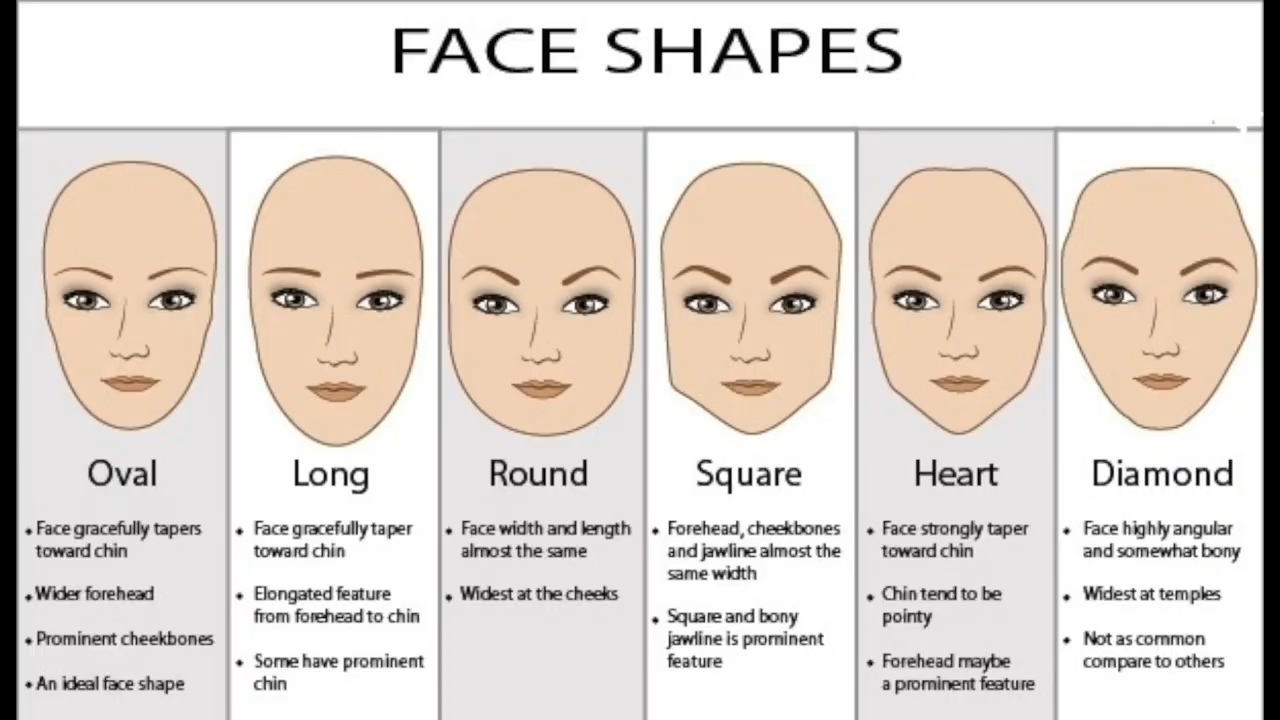 FACE SHAPES
Oval
• Face gracefully tapers
toward chin
• Wider forehead
• Prominent cheekbones
• An ideal face shape
Long
• Face gracefully taper
toward chin
• Elongated feature
from forehead to chin
• Some have prominent
chin
Round
• Face width and length
almost the same
• Widest at the cheeks
Square
• Forehead, cheekbones
and jawline almost the
same width
• Square and bony
jawline is prominent
feature
Heart
• Face strongly taper
toward chin
• Chin tend to be
pointy
• Forehead maybe
a prominent feature
Diamond
• Face highly angular
and somewhat bony
• Widest at temples
• Not as common
compare to others